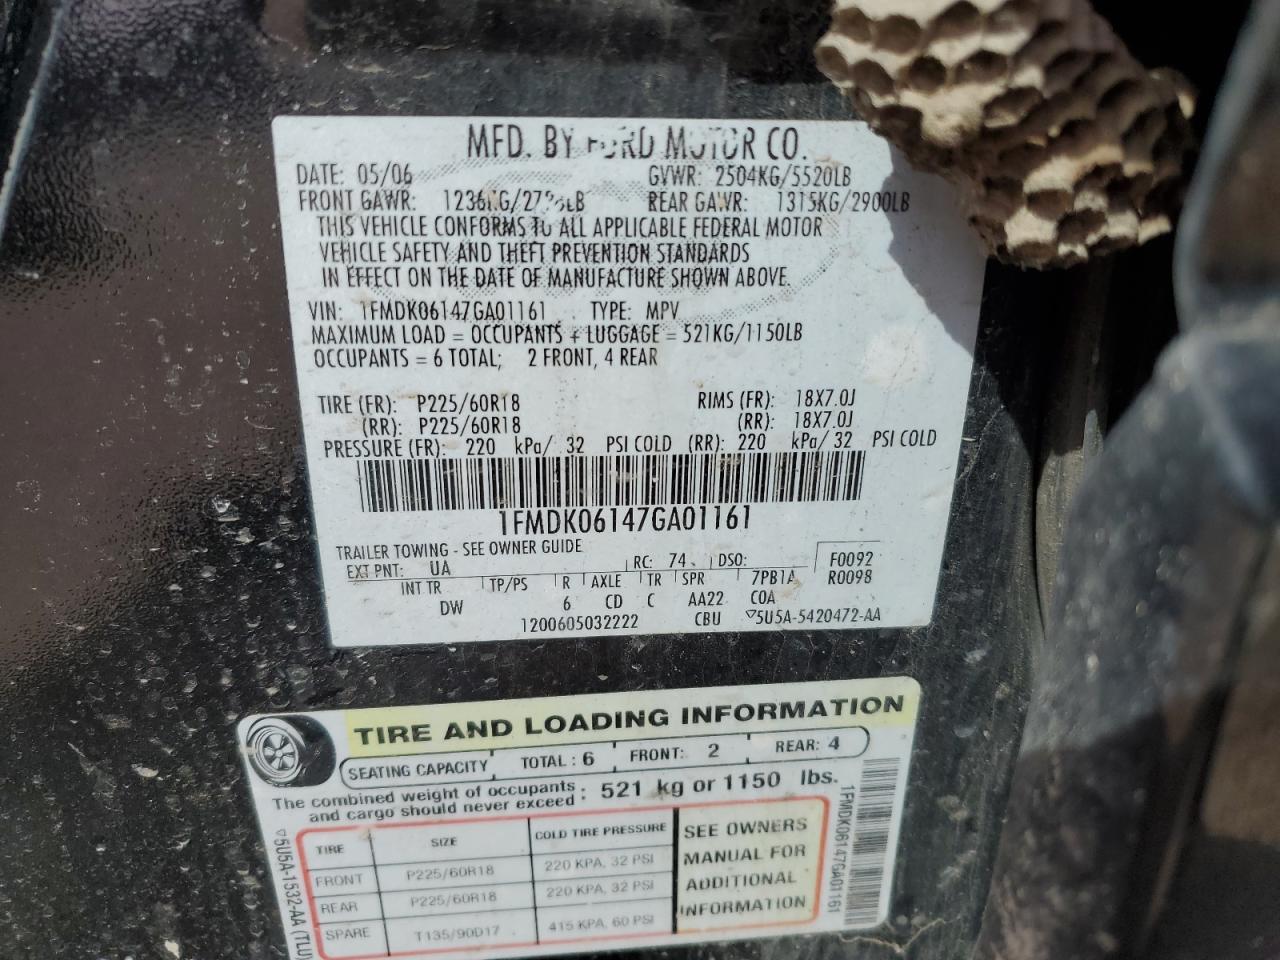 MFD. BY FORD MOTOR CO.
DATE: 05/06 GVWR: 2504KG/5520LB
FRONT GAWR: 1236KG/ REAR GAWR: 1315KG/2900LB
THIS VEHICLE CONFORMS TO ALL APPLICABLE FEDERAL MOTOR
VEHICLE SAFETY AND THEFT PREVENTION STANDARDS
IN EFFECT ON THE DATE OF MANUFACTURE SHOWN ABOVE.
VIN: 1FMDK06147GA01161 TYPE: MPV
MAXIMUM LOAD = OCCUPANTS + LUGGAGE = 521KG/1150LB
OCCUPANTS = 6 TOTAL; 2 FRONT, 4 REAR
TIRE (FR): P225/60R18 RIMS (FR): 18X7.0J
(RR): P225/60R18 (RR): 18X7.0J
PRESSURE (FR): 220 kPa/ 32 PSI COLD (RR): 220 kPa/ 32 PSI COLD
1FMDK06147GA01161
TRAILER TOWING - SEE OWNER GUIDE
EXT PNT: UA RC: 74 DSO: F0092
INT TR TP/PS R AXLE TR SPR 7PB1A R0098
DW 6 CD C AA22 COA
1200605032222 CBU ▽5U5A-5420472-AA
TIRE AND LOADING INFORMATION
SEATING CAPACITY TOTAL : 6 FRONT: 2 REAR: 4
The combined weight of occupants
and cargo should never exceed : 521 kg or 1150 lbs.
TIRE SIZE COLD TIRE PRESSURE
FRONT P225/60R18 220 KPA, 32 PSI
REAR P225/60R18 220 KPA, 32 PSI
SPARE T135/90D17 415 KPA, 60 PSI
SEE OWNERS
MANUAL FOR
ADDITIONAL
INFORMATION
▽5U5A-1532-AA (TLU)
1FMDK06147GA01161